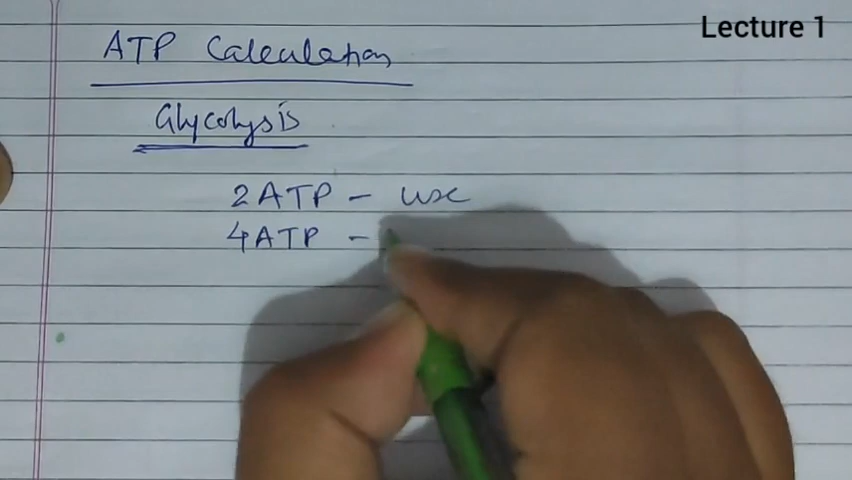 Lecture 1
ATP Calculation
Glycolysis
2ATP - use
4ATP -